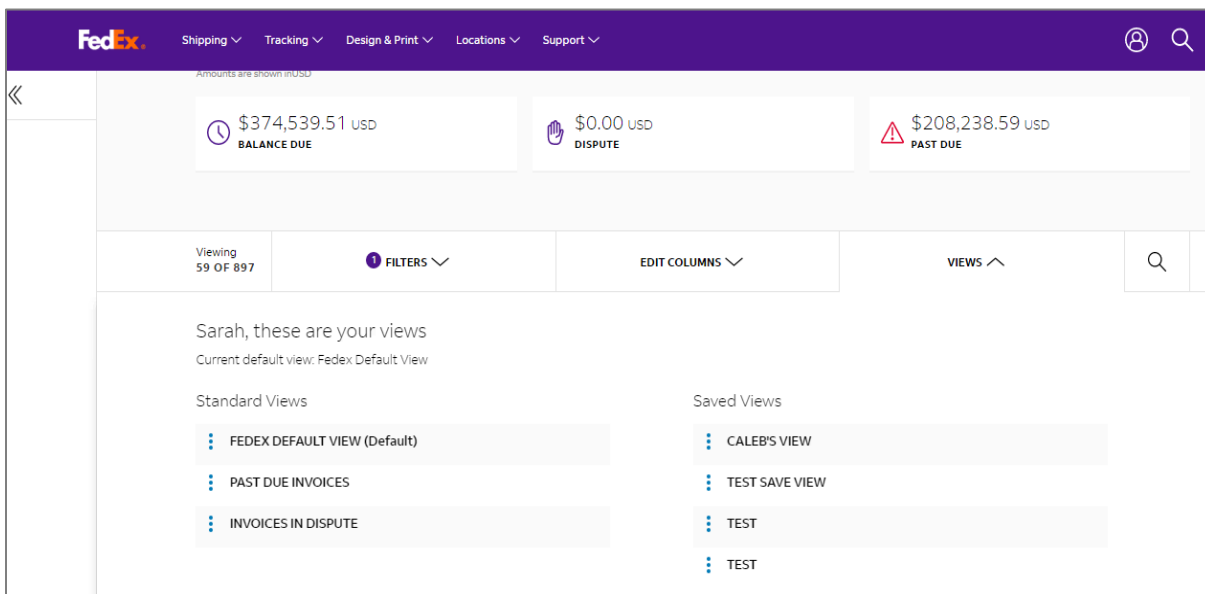 FedEx. Shipping Tracking Design & Print Locations Support
Amounts are shown inUSD
$374,539.51 USD
BALANCE DUE
$0.00 USD
DISPUTE
$208,238.59 USD
PAST DUE
Viewing
59 OF 897
1 FILTERS
EDIT COLUMNS
VIEWS
Sarah, these are your views
Current default view: Fedex Default View
Standard Views
FEDEX DEFAULT VIEW (Default)
PAST DUE INVOICES
INVOICES IN DISPUTE
Saved Views
CALEB'S VIEW
TEST SAVE VIEW
TEST
TEST